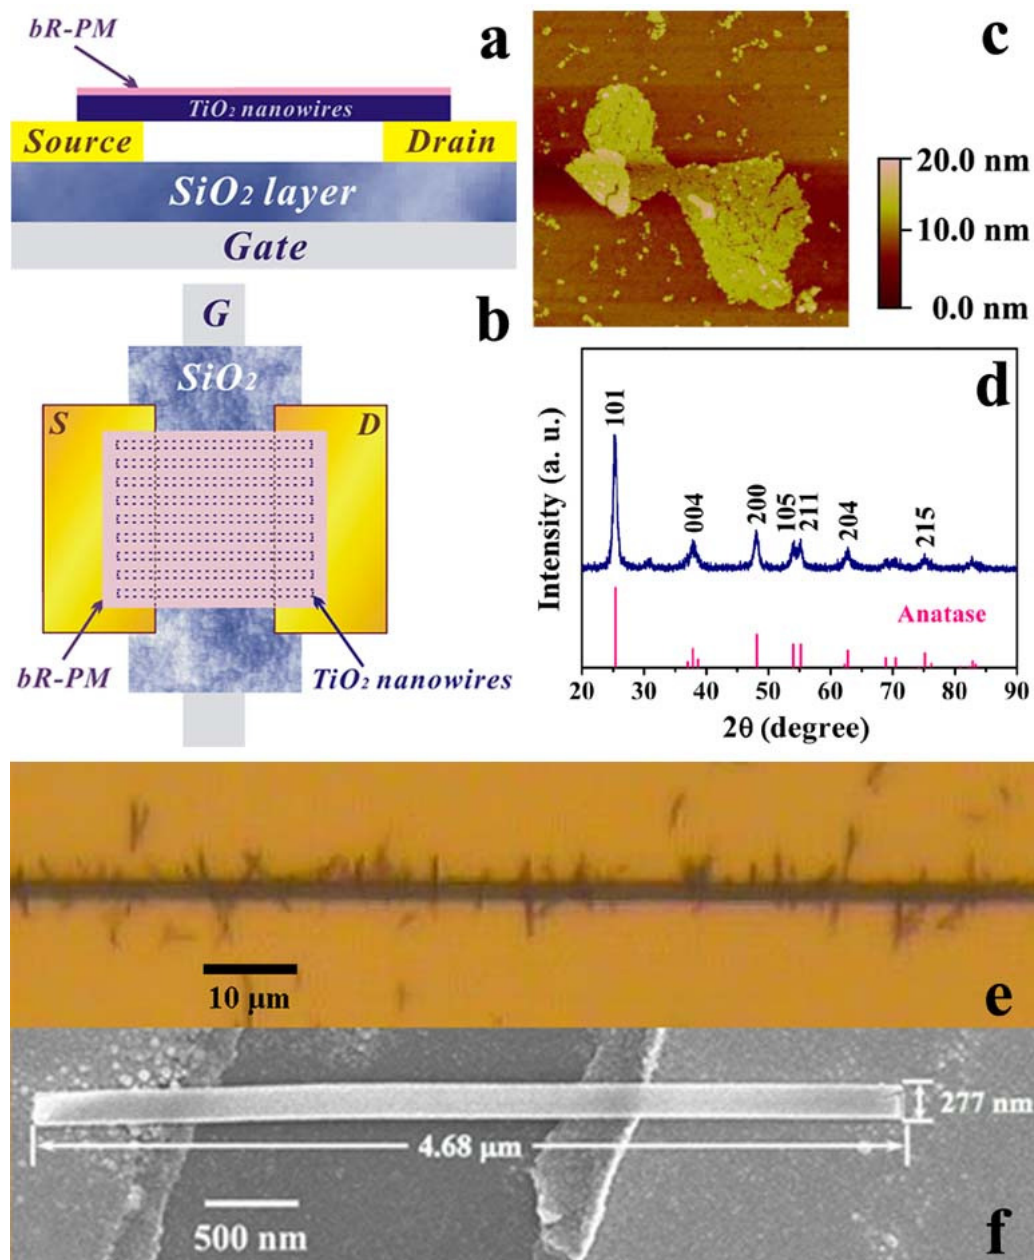 bR-PM
a
TiO2 nanowires
Source
Drain
SiO2 layer
Gate
c
20.0 nm
10.0 nm
0.0 nm
b
G
SiO2
S
D
bR-PM
TiO2 nanowires
d
Intensity (a. u.)
101
004
200
105
211
204
215
Anatase
20 30 40 50 60 70 80 90
2θ (degree)
10 μm
e
277 nm
4.68 μm
500 nm
f